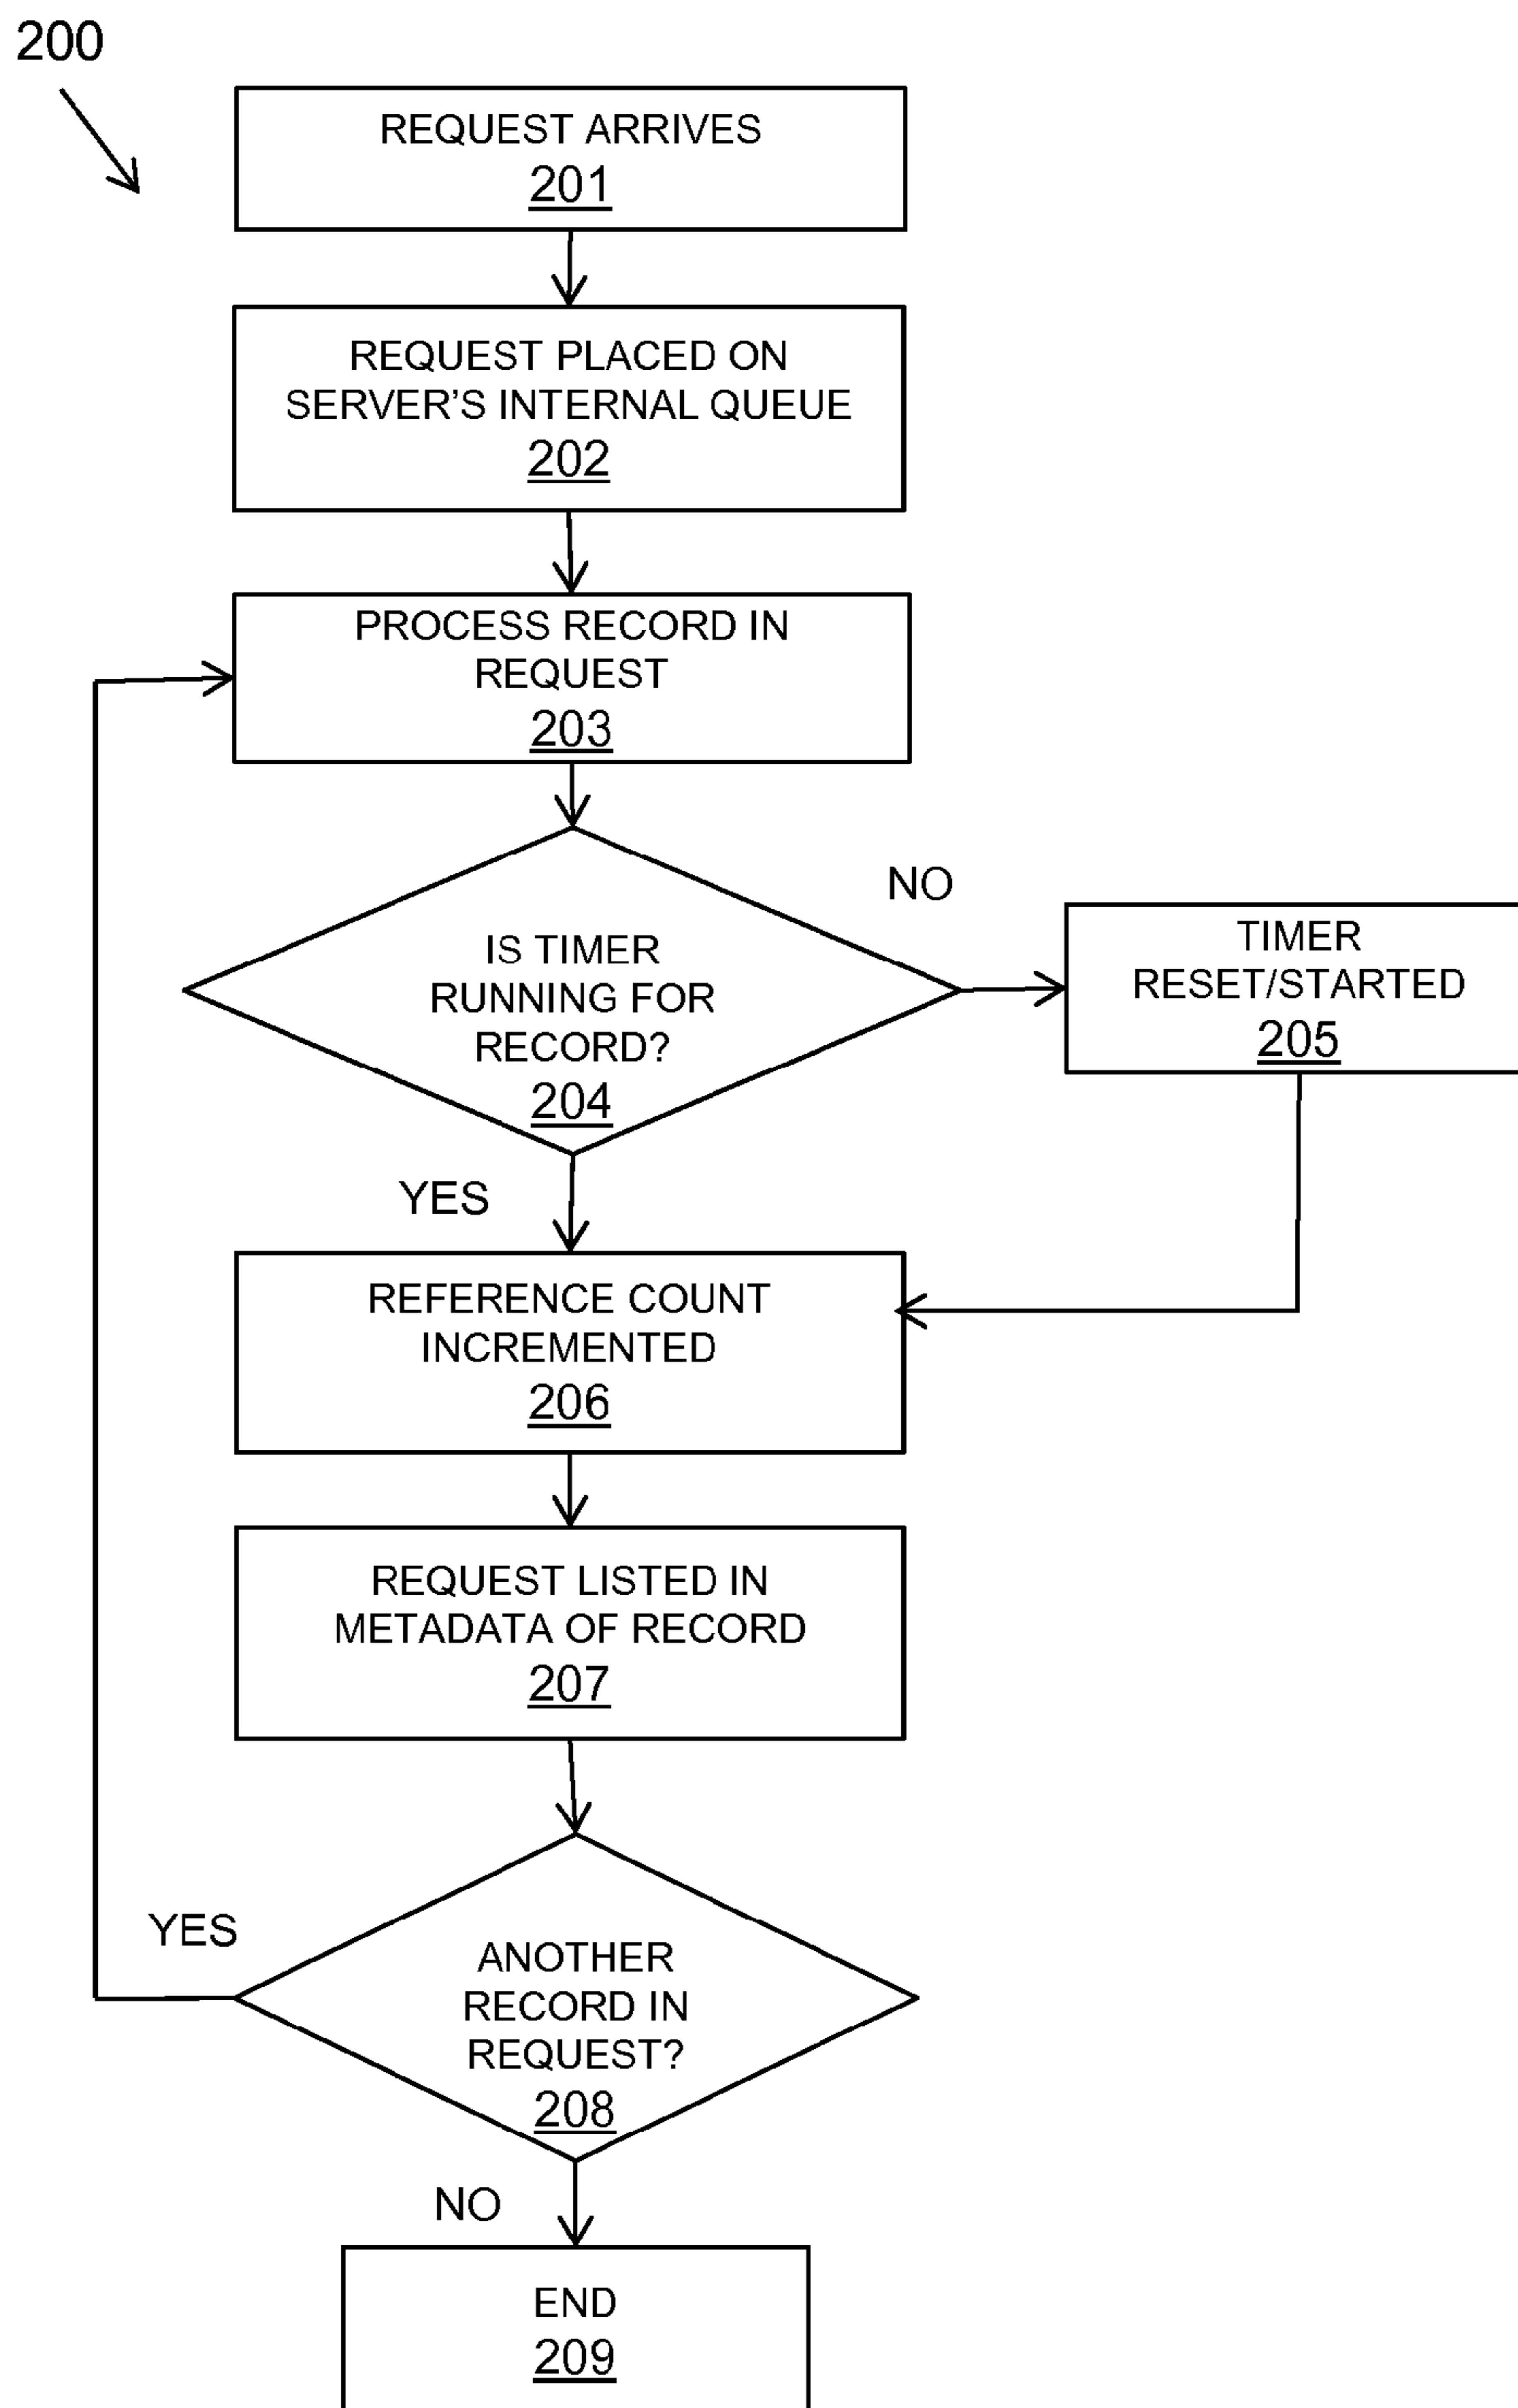 200
REQUEST ARRIVES
201
REQUEST PLACED ON
SERVER'S INTERNAL QUEUE
202
PROCESS RECORD IN
REQUEST
203
IS TIMER
RUNNING FOR
RECORD?
204
NO
TIMER
RESET/STARTED
205
YES
REFERENCE COUNT
INCREMENTED
206
REQUEST LISTED IN
METADATA OF RECORD
207
YES
ANOTHER
RECORD IN
REQUEST?
208
NO
END
209